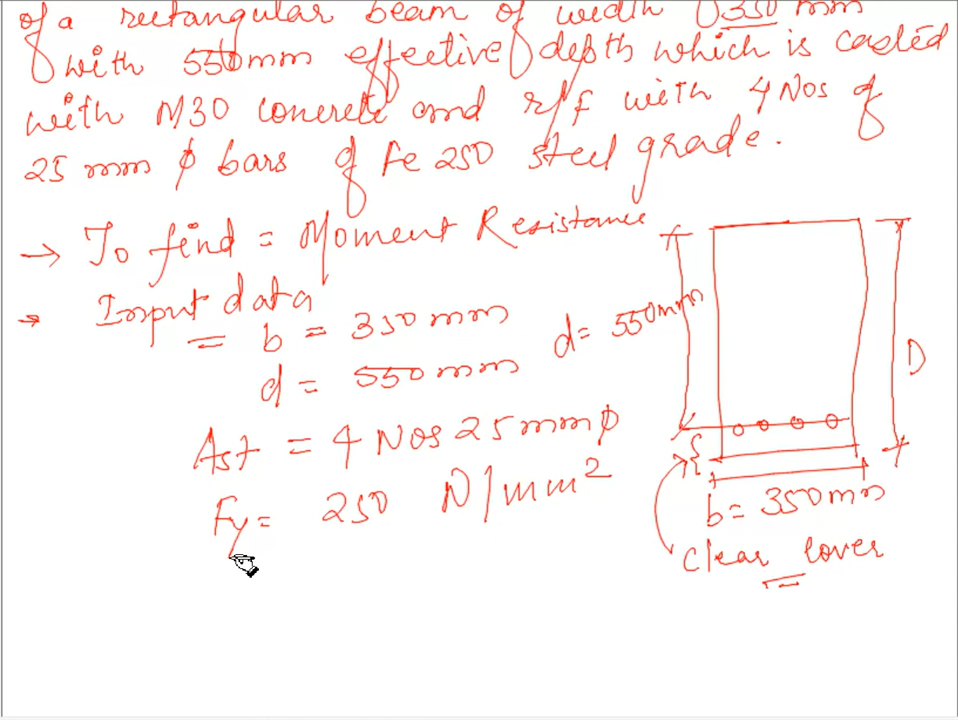 of a rectangular beam of width 350 mm
with 550mm effective depth which is casted
with M30 concrete and r/f with 4 Nos of
25 mm ϕ bars of Fe 250 steel grade.
→ To find = Moment Resistance
→ Input data
b = 350 mm
d = 550 mm
Ast = 4 Nos 25 mm ϕ
Fy = 250 N/mm²
d = 550mm
D
b = 350 mm
clear cover